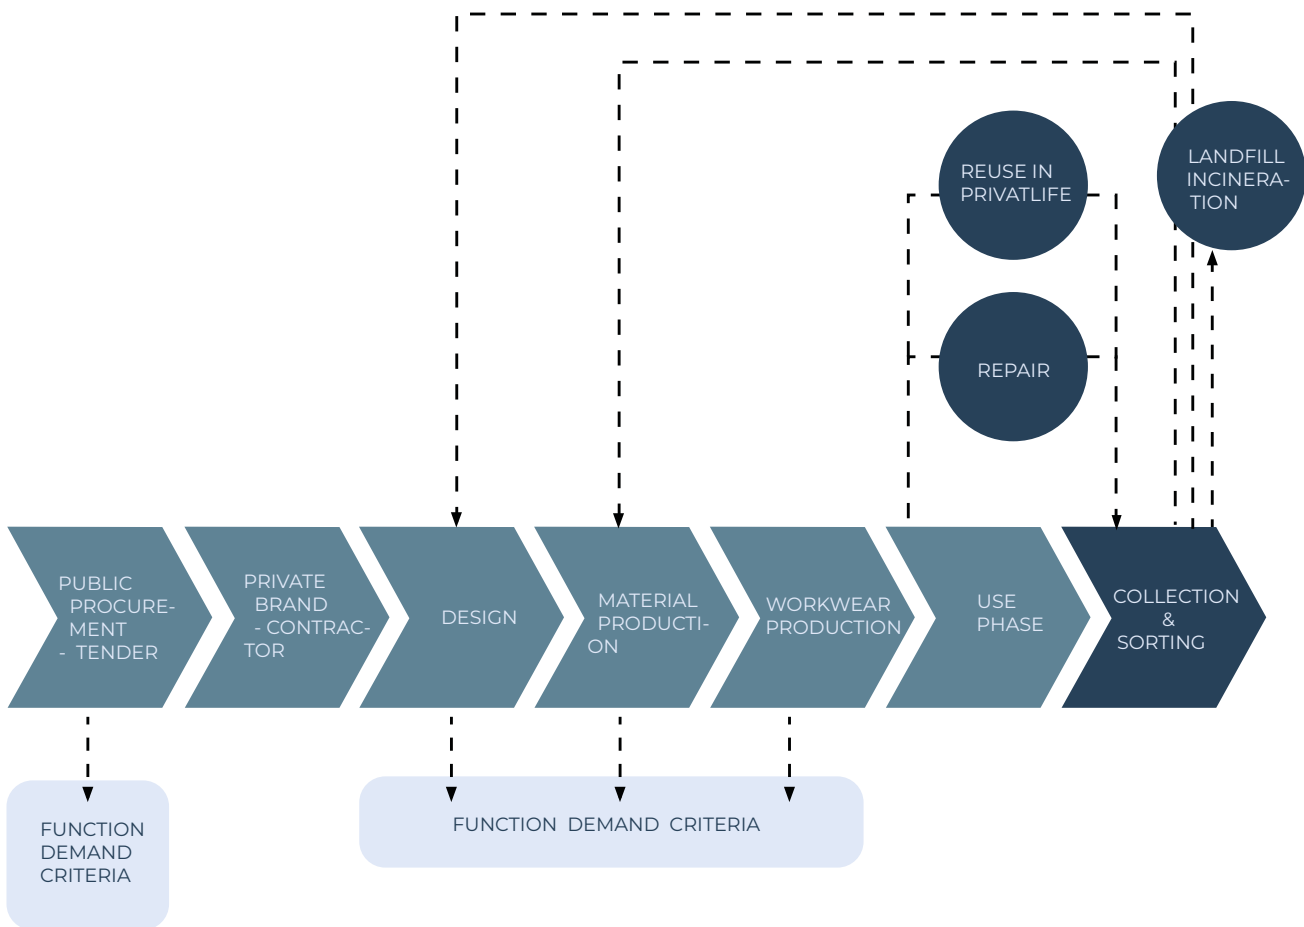 REUSE IN
PRIVATLIFE
LANDFILL
INCINERA-
TION
REPAIR
PUBLIC
PROCURE-
MENT
- TENDER
PRIVATE
BRAND
- CONTRAC-
TOR
DESIGN
MATERIAL
PRODUCTI-
ON
WORKWEAR
PRODUCTION
USE
PHASE
COLLECTION
&
SORTING
FUNCTION
DEMAND
CRITERIA
FUNCTION DEMAND CRITERIA